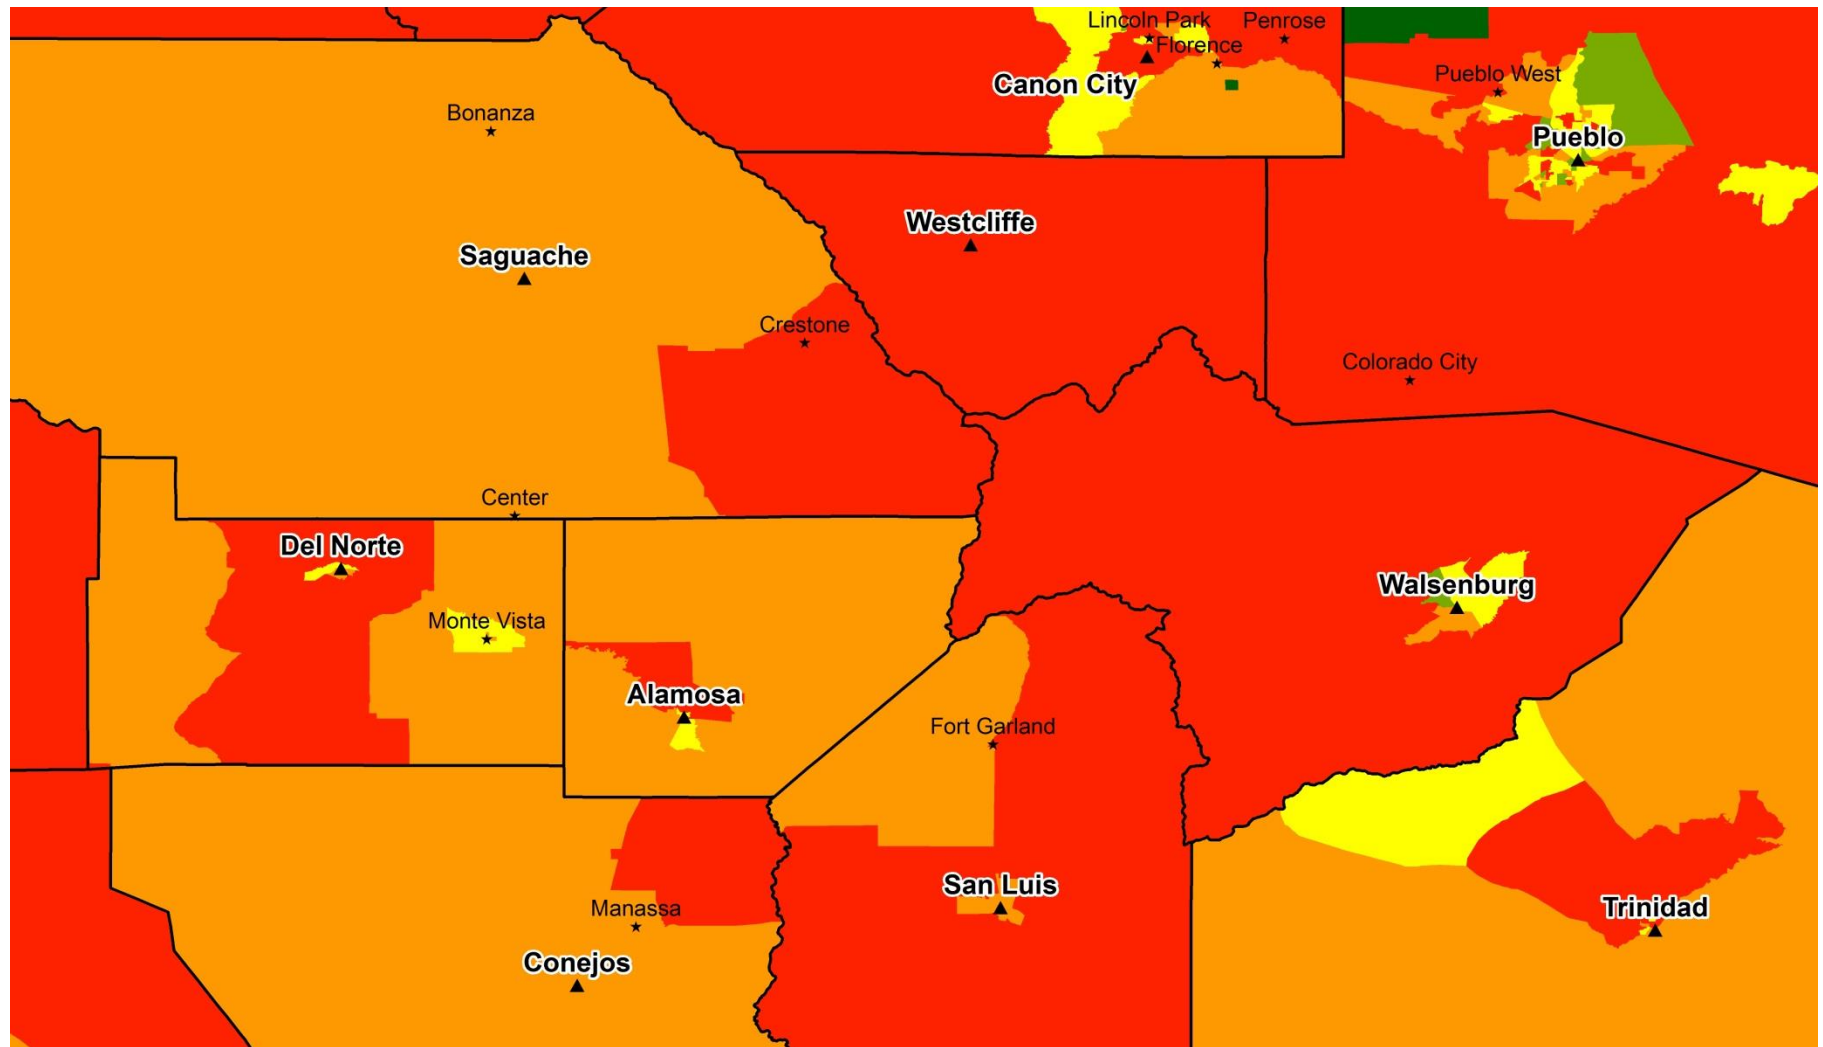 Lincoln Park
Penrose
Florence
Canon City
Pueblo West
Bonanza
Pueblo
Westcliffe
Saguache
Crestone
Colorado City
Center
Del Norte
Walsenburg
Monte Vista
Alamosa
Fort Garland
San Luis
Manassa
Trinidad
Conejos